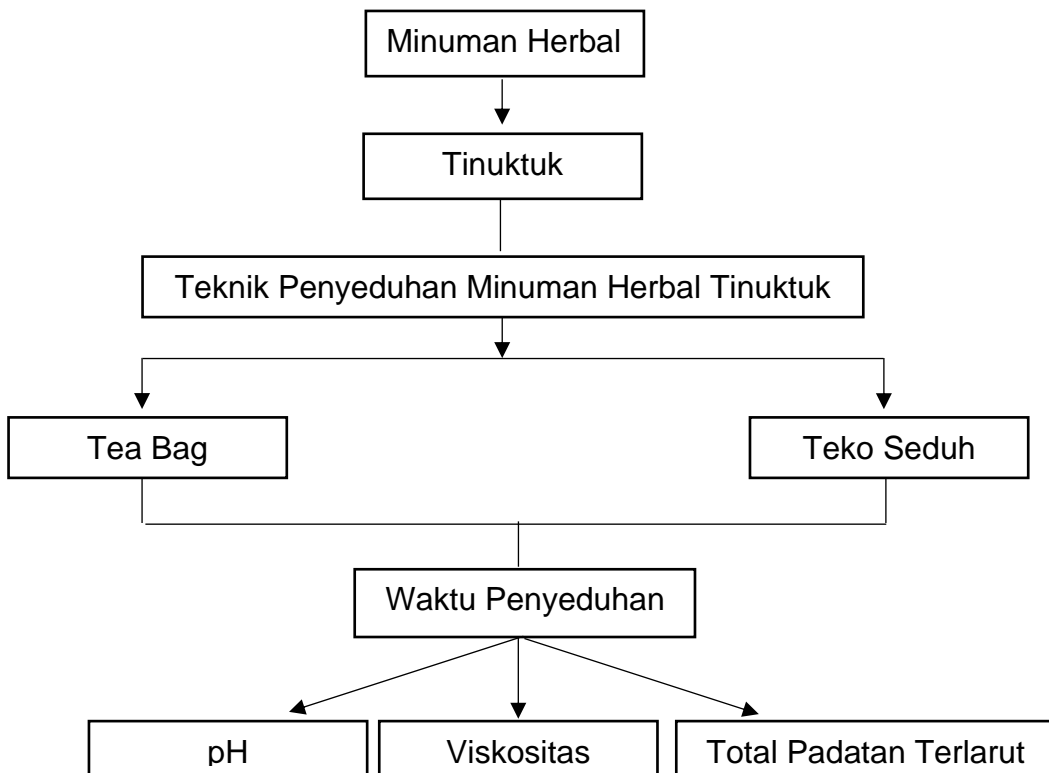 Minuman Herbal
Tinuktuk
Teknik Penyeduhan Minuman Herbal Tinuktuk
Tea Bag
Teko Seduh
Waktu Penyeduhan
pH
Viskositas
Total Padatan Terlarut